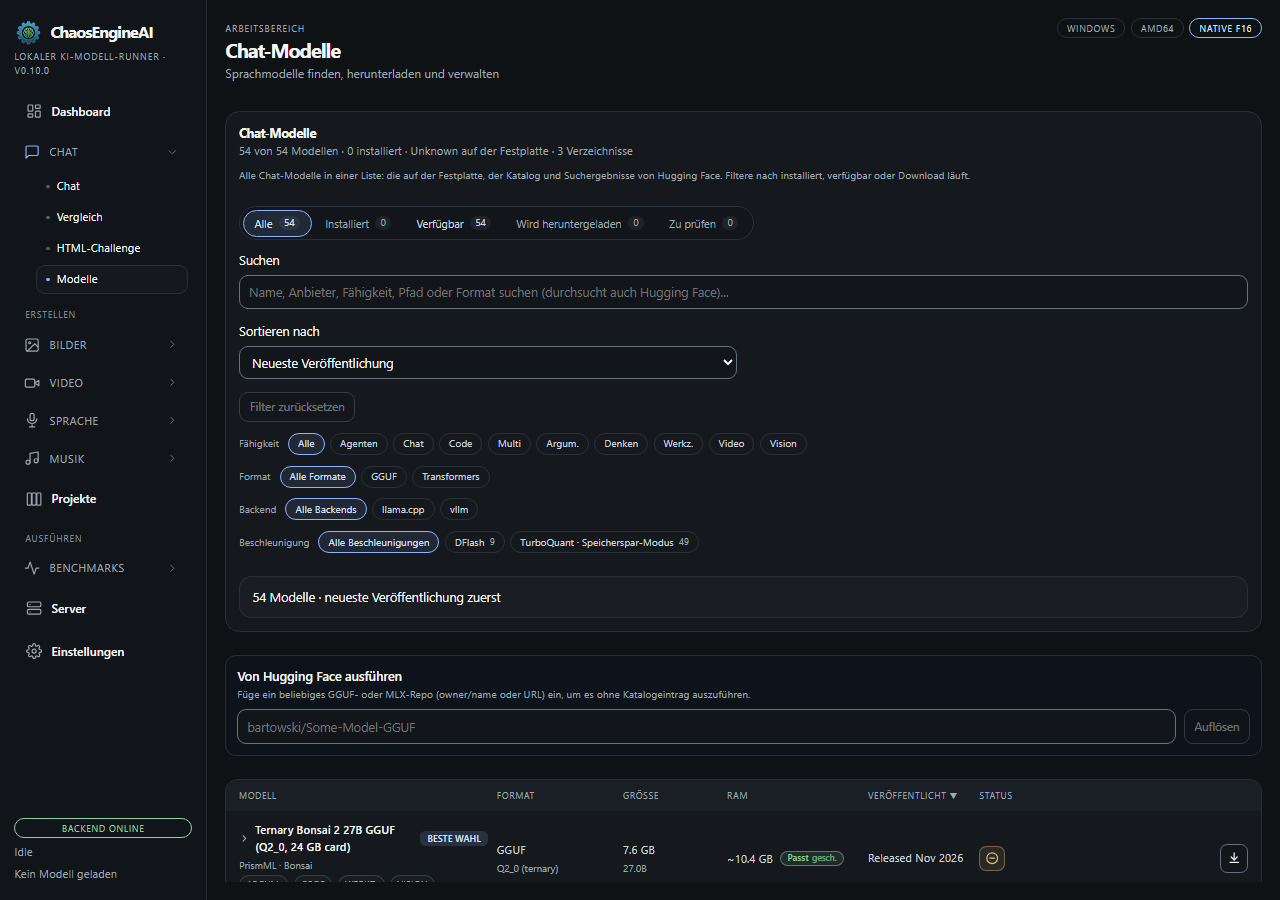 ChaosEngineAI
LOKALER KI-MODELL-RUNNER ·
V0.10.0
Dashboard
CHAT
Chat
Vergleich
HTML-Challenge
Modelle
ERSTELLEN
BILDER
VIDEO
SPRACHE
MUSIK
Projekte
AUSFÜHREN
BENCHMARKS
Server
Einstellungen
BACKEND ONLINE
Idle
Kein Modell geladen
ARBEITSBEREICH
Chat-Modelle
Sprachmodelle finden, herunterladen und verwalten
WINDOWS AMD64 NATIVE F16
Chat-Modelle
54 von 54 Modellen · 0 installiert · Unknown auf der Festplatte · 3 Verzeichnisse
Alle Chat-Modelle in einer Liste: die auf der Festplatte, der Katalog und Suchergebnisse von Hugging Face. Filtere nach installiert, verfügbar oder Download läuft.
Alle 54 Installiert 0 Verfügbar 54 Wird heruntergeladen 0 Zu prüfen 0
Suchen
Name, Anbieter, Fähigkeit, Pfad oder Format suchen (durchsucht auch Hugging Face)...
Sortieren nach
Neueste Veröffentlichung
Filter zurücksetzen
Fähigkeit Alle Agenten Chat Code Multi Argum. Denken Werkz. Video Vision
Format Alle Formate GGUF Transformers
Backend Alle Backends llama.cpp vllm
Beschleunigung Alle Beschleunigungen DFlash 9 TurboQuant · Speicherspar-Modus 49
54 Modelle · neueste Veröffentlichung zuerst
Von Hugging Face ausführen
Füge ein beliebiges GGUF- oder MLX-Repo (owner/name oder URL) ein, um es ohne Katalogeintrag auszuführen.
bartowski/Some-Model-GGUF Auflösen
MODELL FORMAT GRÖSSE RAM VERÖFFENTLICHT ▼ STATUS
Ternary Bonsai 2 27B GGUF
(Q2_0, 24 GB card) BESTE WAHL
PrismML · Bonsai
GGUF
Q2_0 (ternary)
7.6 GB
27.0B
~10.4 GB Passt gesch.
Released Nov 2026